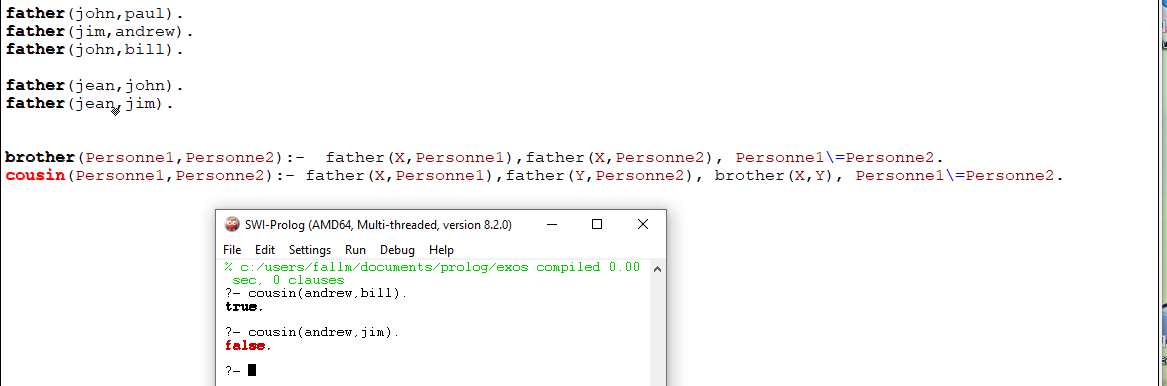 father(john,paul).
father(jim,andrew).
father(john,bill).
father(jean,john).
father(jean,jim).
brother(Personne1,Personne2):-  father(X,Personne1),father(X,Personne2), Personne1\=Personne2.
cousin(Personne1,Personne2):- father(X,Personne1),father(Y,Personne2), brother(X,Y), Personne1\=Personne2.
SWI-Prolog (AMD64, Multi-threaded, version 8.2.0)
File Edit Settings Run Debug Help
% c:/users/fallm/documents/prolog/exos compiled 0.00
sec, 0 clauses
?- cousin(andrew,bill).
true.
?- cousin(andrew,jim).
false.
?-